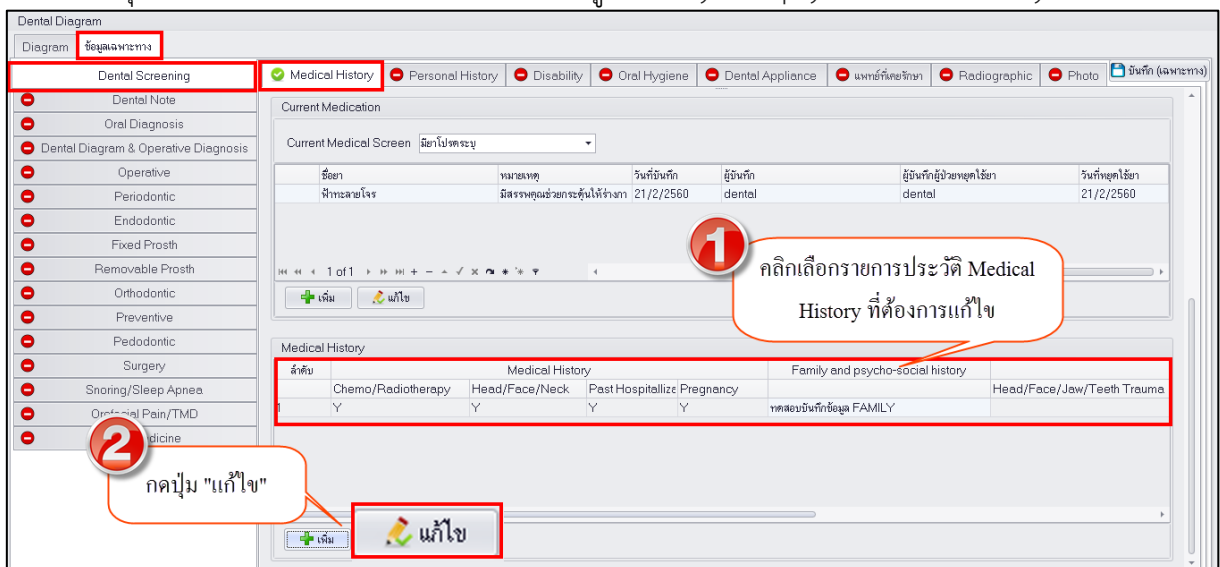 Dental Diagram
Diagram ข้อมูลเฉพาะทาง
Dental Screening
Medical History Personal History Disability Oral Hygiene Dental Appliance แพทย์ที่เคยรักษา Radiographic Photo บันทึก (เฉพาะทาง)
Dental Note
Oral Diagnosis
Dental Diagram & Operative Diagnosis
Operative
Periodontic
Endodontic
Fixed Prosth
Removable Prosth
Orthodontic
Preventive
Pedodontic
Surgery
Snoring/Sleep Apnea
Orofacial Pain/TMD
dicine
Current Medication
Current Medical Screen มียาโปรดระบุ
ชื่อยา หมายเหตุ วันที่บันทึก ผู้บันทึก ผู้บันทึกผู้ป่วยหยุดใช้ยา วันที่หยุดใช้ยา
ฟ้าทะลายโจร มีสรรพคุณช่วยกระตุ้นให้ร่างกา 21/2/2560 dental dental 21/2/2560
1 of 1
เพิ่ม แก้ไข
1
คลิกเลือกรายการประวัติ Medical
History ที่ต้องการแก้ไข
Medical History
ลำดับ Medical History Family and psycho-social history
Chemo/Radiotherapy Head/Face/Neck Past Hospitallize Pregnancy Head/Face/Jaw/Teeth Trauma
1 Y Y Y Y ทดสอบบันทึกข้อมูล FAMILY
2
กดปุ่ม "แก้ไข"
เพิ่ม แก้ไข